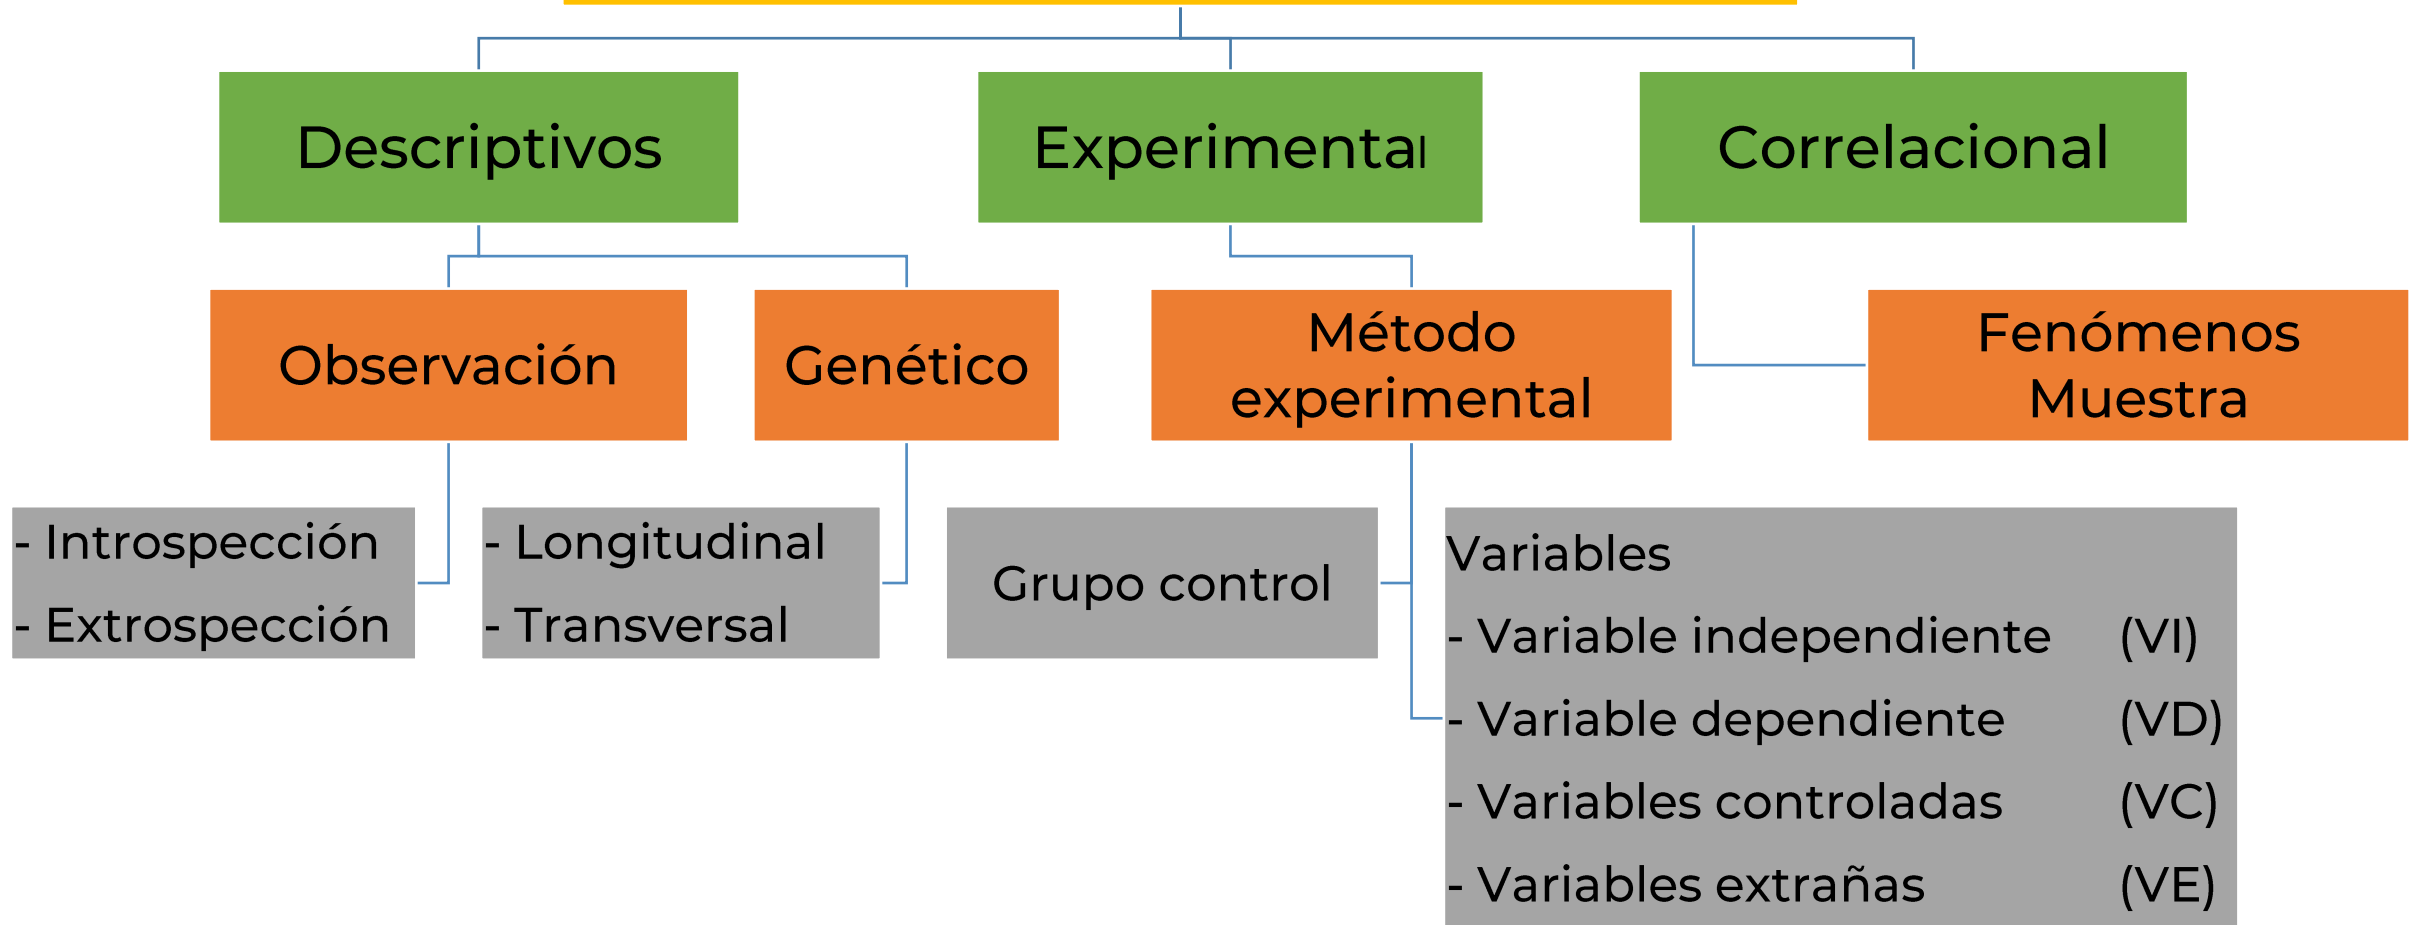 Descriptivos
Experimental
Correlacional
Observación
Genético
Método
experimental
Fenómenos
Muestra
- Introspección
- Extrospección
- Longitudinal
- Transversal
Grupo control
Variables
- Variable independiente (VI)
- Variable dependiente (VD)
- Variables controladas (VC)
- Variables extrañas (VE)